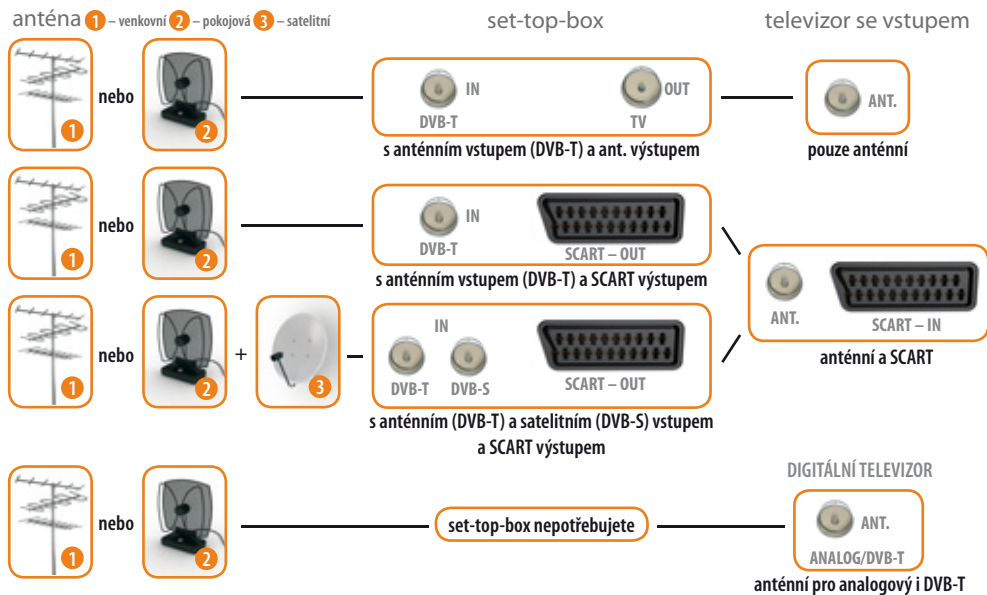 anténa 1 – venkovní 2 – pokojová 3 – satelitní
set-top-box
televizor se vstupem
1
nebo
2
IN
DVB-T
OUT
TV
s anténním vstupem (DVB-T) a ant. výstupem
ANT.
pouze anténní
1
nebo
2
IN
DVB-T
SCART – OUT
s anténním vstupem (DVB-T) a SCART výstupem
ANT.
SCART – IN
anténní a SCART
1
nebo
2
+
3
IN
DVB-T
DVB-S
SCART – OUT
s anténním (DVB-T) a satelitním (DVB-S) vstupem
a SCART výstupem
1
nebo
2
set-top-box nepotřebujete
DIGITÁLNÍ TELEVIZOR
ANT.
ANALOG/DVB-T
anténní pro analogový i DVB-T